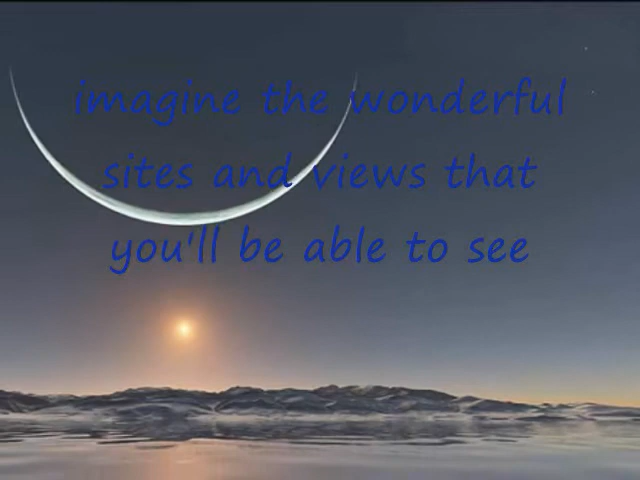 imagine the wonderful
sites and views that
you'll be able to see